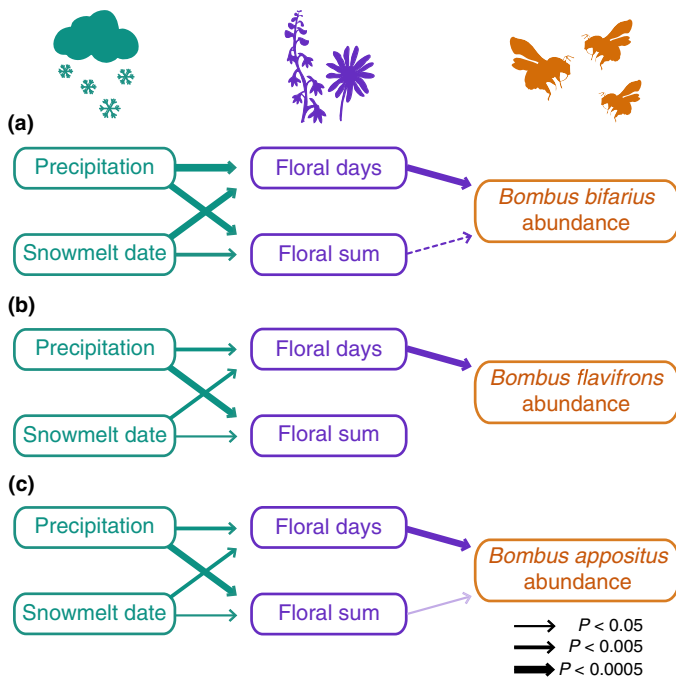 (a)
Precipitation
Floral days
Bombus bifarius
abundance
Snowmelt date
Floral sum
(b)
Precipitation
Floral days
Bombus flavifrons
abundance
Snowmelt date
Floral sum
(c)
Precipitation
Floral days
Bombus appositus
abundance
Snowmelt date
Floral sum
P < 0.05
P < 0.005
P < 0.0005